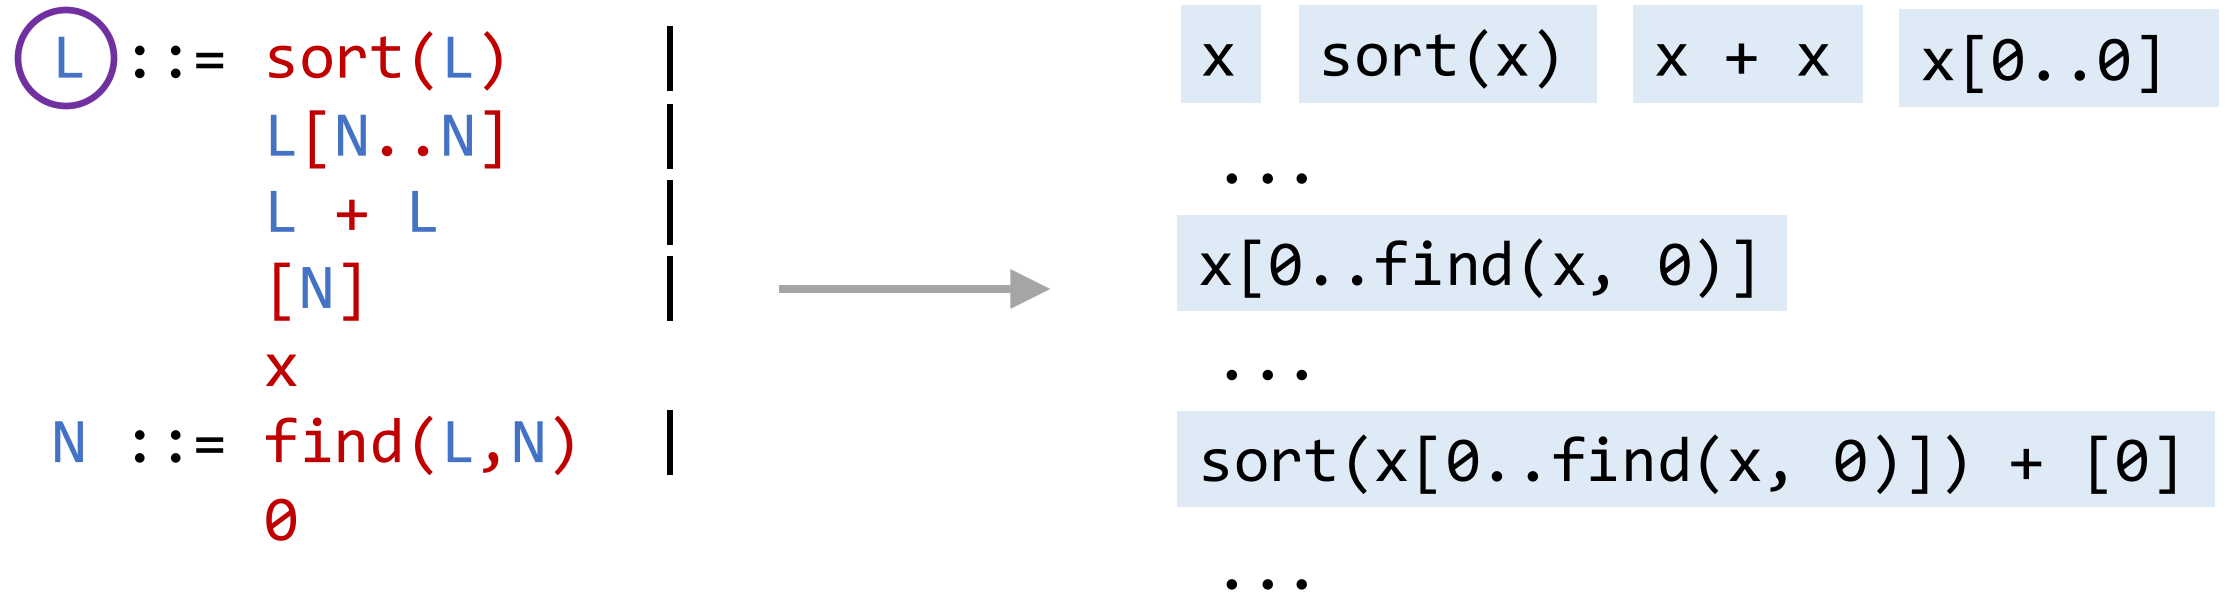 L ::= sort(L) |
L[N..N] |
L + L |
[N] |
x
N ::= find(L,N) |
0
x sort(x) x + x x[0..0]
...
x[0..find(x, 0)]
...
sort(x[0..find(x, 0)]) + [0]
...